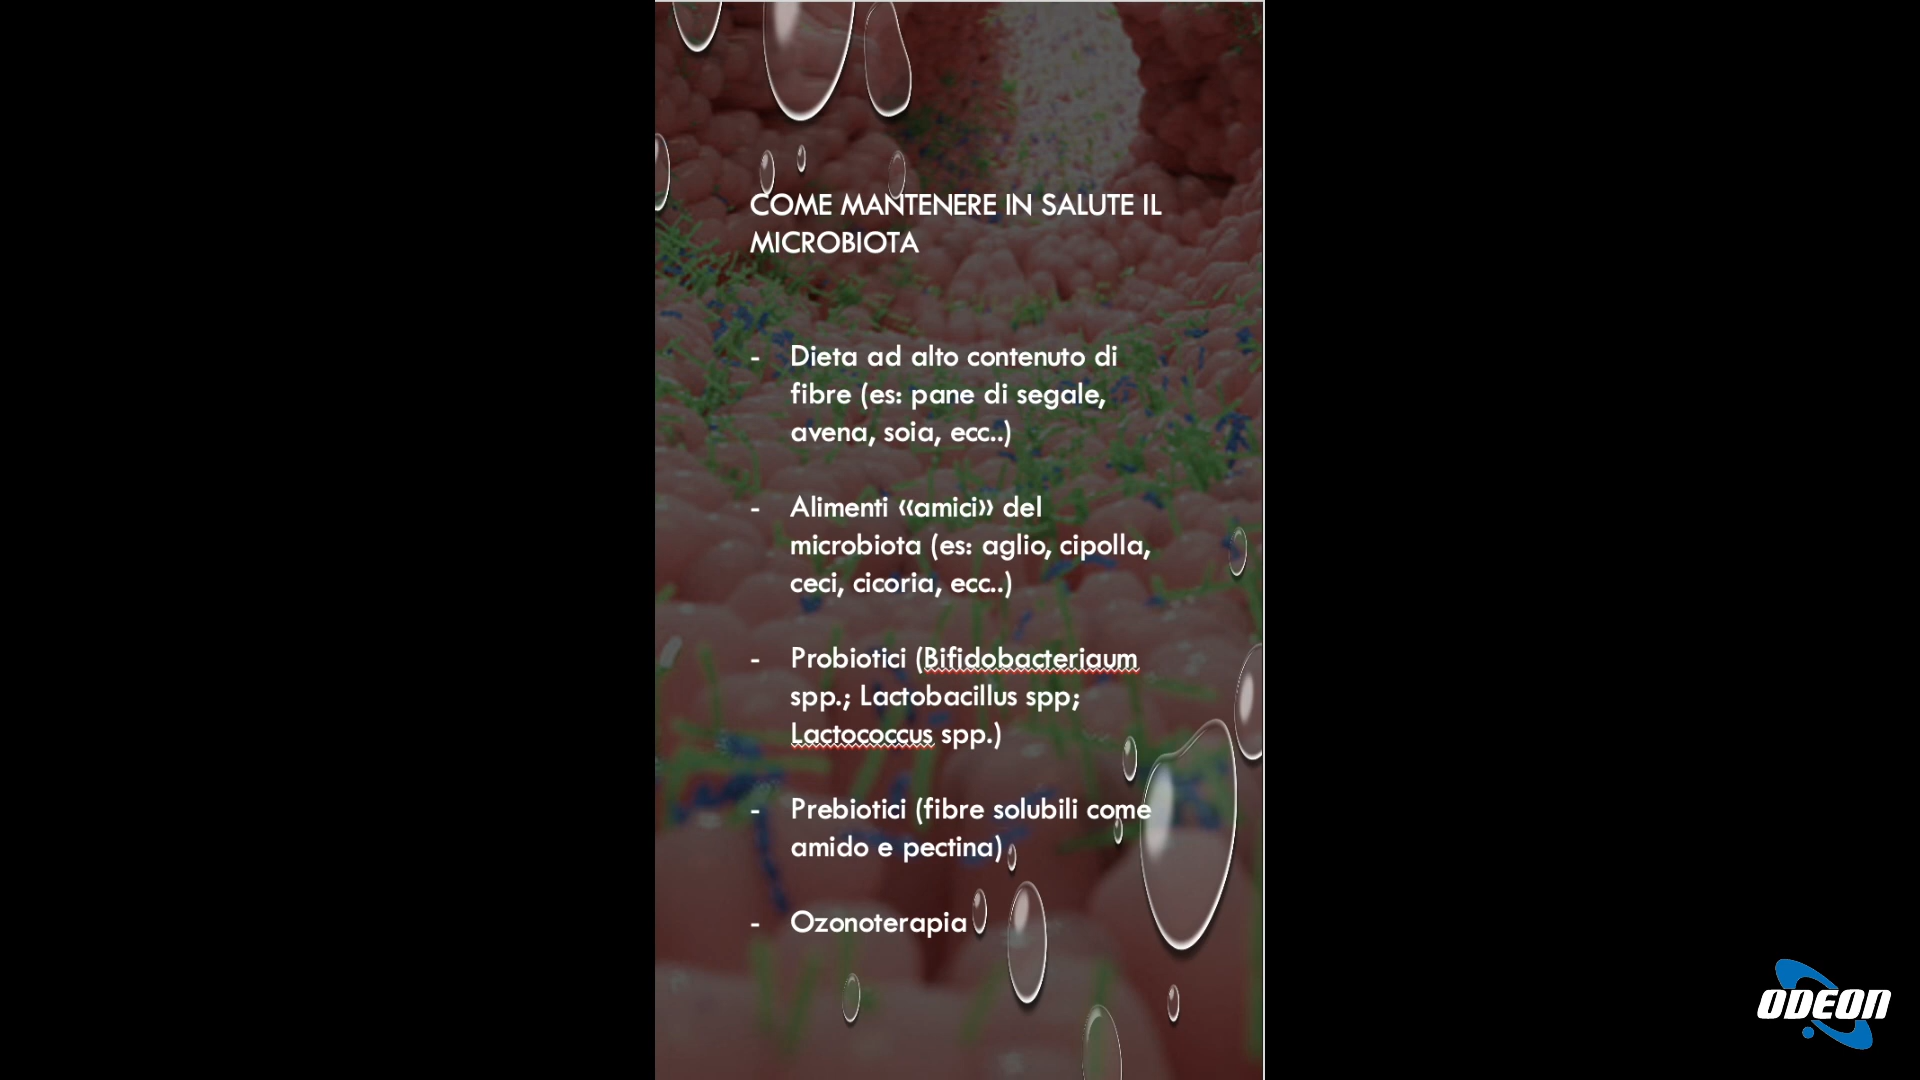 COME MANTENERE IN SALUTE IL
MICROBIOTA
- Dieta ad alto contenuto di
fibre (es: pane di segale,
avena, soia, ecc..)
- Alimenti «amici» del
microbiota (es: aglio, cipolla,
ceci, cicoria, ecc..)
- Probiotici (Bifidobacteriaum
spp.; Lactobacillus spp;
Lactococcus spp.)
- Prebiotici (fibre solubili come
amido e pectina)
- Ozonoterapia
ODEON